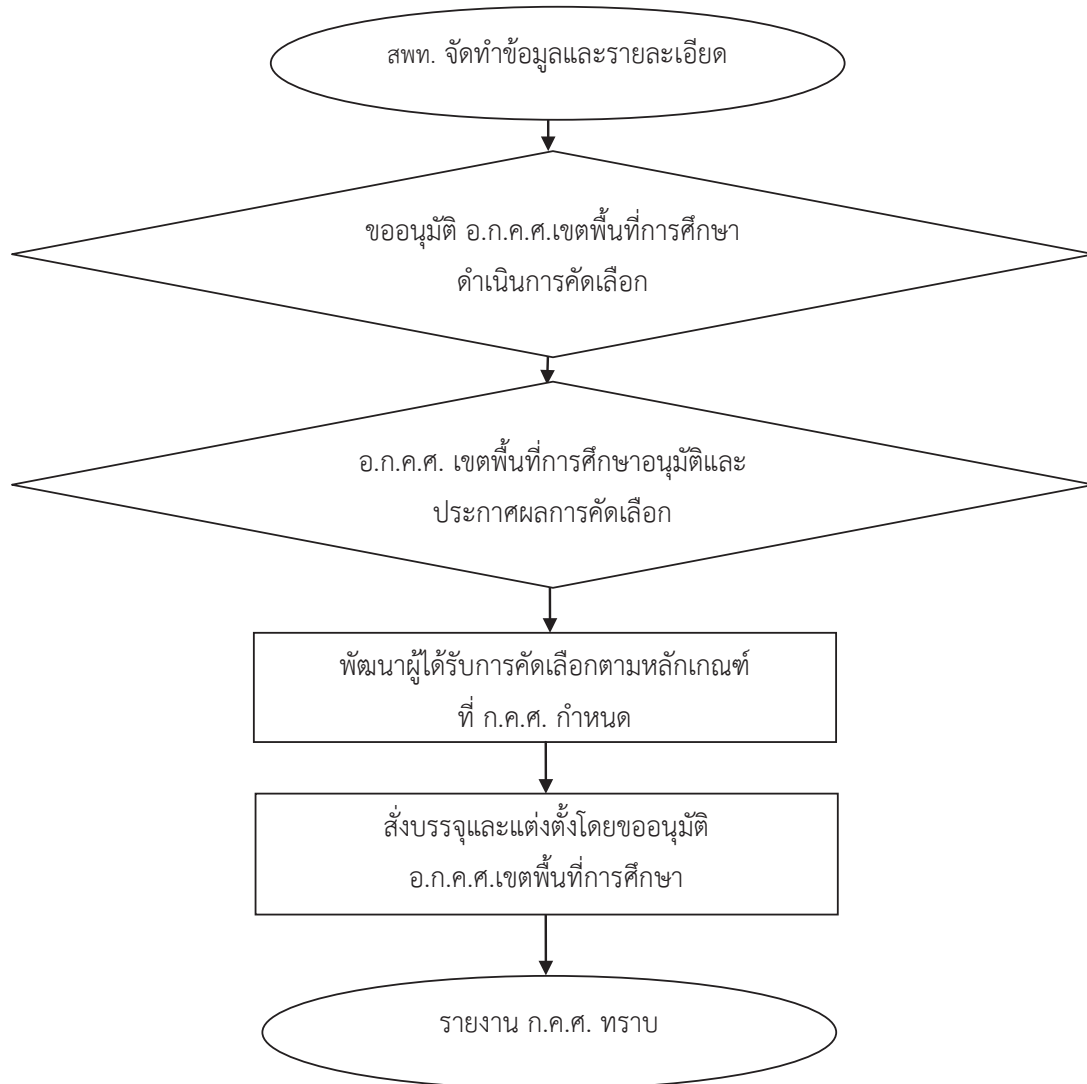 สพท. จัดทำข้อมูลและรายละเอียด
ขออนุมัติ อ.ก.ค.ศ.เขตพื้นที่การศึกษา
ดำเนินการคัดเลือก
อ.ก.ค.ศ. เขตพื้นที่การศึกษาอนุมัติและ
ประกาศผลการคัดเลือก
พัฒนาผู้ได้รับการคัดเลือกตามหลักเกณฑ์
ที่ ก.ค.ศ. กำหนด
สั่งบรรจุและแต่งตั้งโดยขออนุมัติ
อ.ก.ค.ศ.เขตพื้นที่การศึกษา
รายงาน ก.ค.ศ. ทราบ